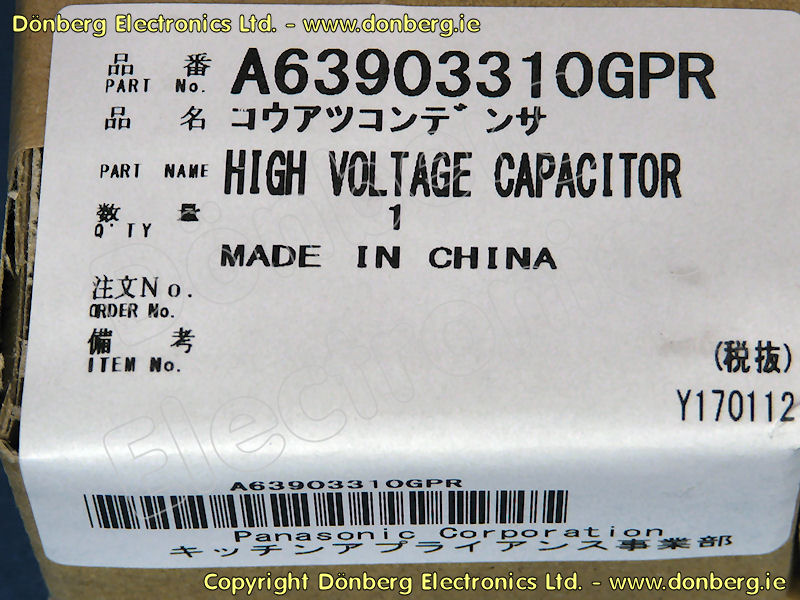 Dönberg Electronics Ltd. - www.donberg.ie
品 番 A63903310GPR
PART No.
品 名 コウアツコンデンサ
PART NAME HIGH VOLTAGE CAPACITOR
数 量 1
Q'TY
MADE IN CHINA
注文No.
ORDER No.
備 考
ITEM No.
(税抜)
Y170112
Dönberg
Electronics
A63903310GPR
Panasonic Corporation
キッチンアプライアンス事業部
Copyright Dönberg Electronics Ltd. - www.donberg.ie